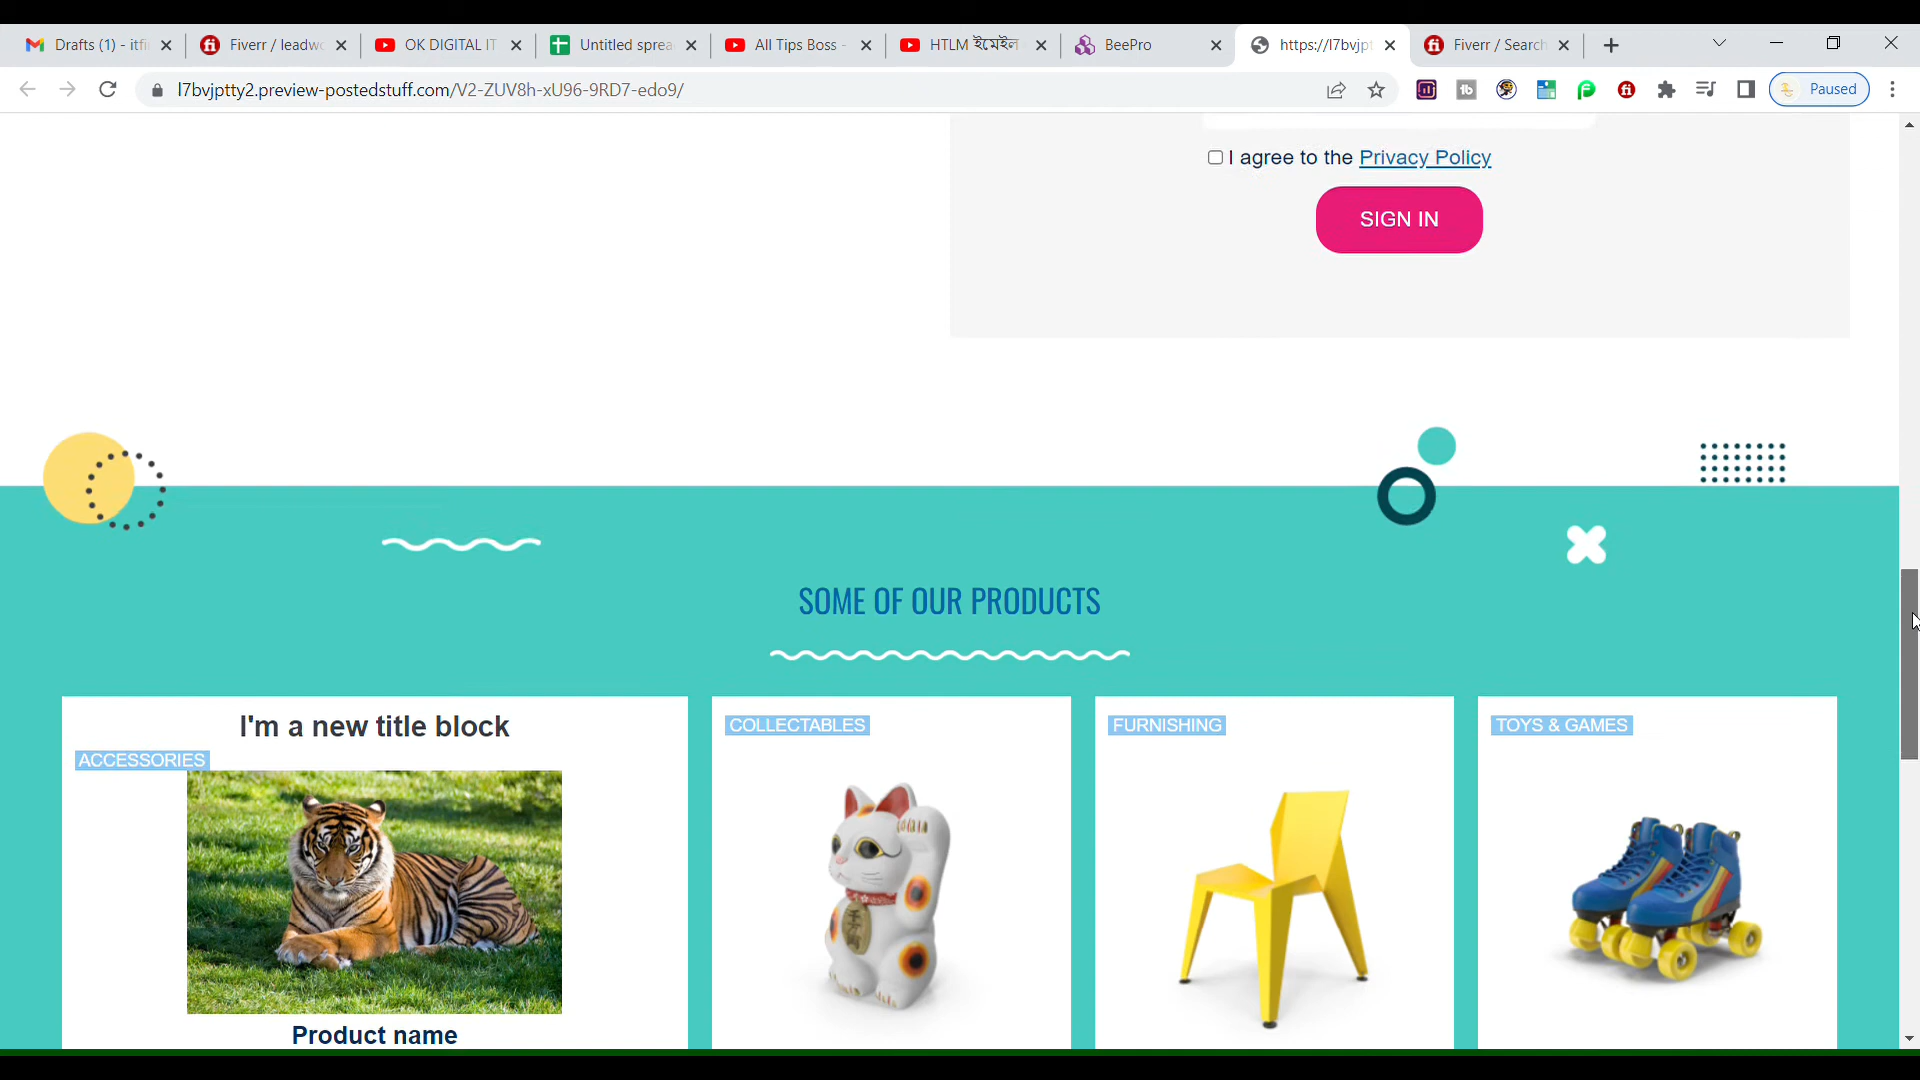 Drafts (1) - itfi
Fiverr / leadwo
OK DIGITAL IT
Untitled sprea
All Tips Boss -
HTLM ইমেইল
BeePro
https://l7bvjpt
Fiverr / Search
l7bvjptty2.preview-postedstuff.com/V2-ZUV8h-xU96-9RD7-edo9/
Paused
I agree to the Privacy Policy
SIGN IN
SOME OF OUR PRODUCTS
I'm a new title block
ACCESSORIES
COLLECTABLES
FURNISHING
TOYS & GAMES
Product name